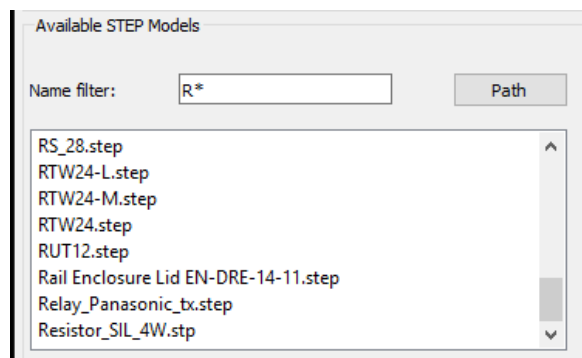 Available STEP Models
Name filter: R* Path
RS_28.step
RTW24-L.step
RTW24-M.step
RTW24.step
RUT12.step
Rail Enclosure Lid EN-DRE-14-11.step
Relay_Panasonic_tx.step
Resistor_SIL_4W.stp